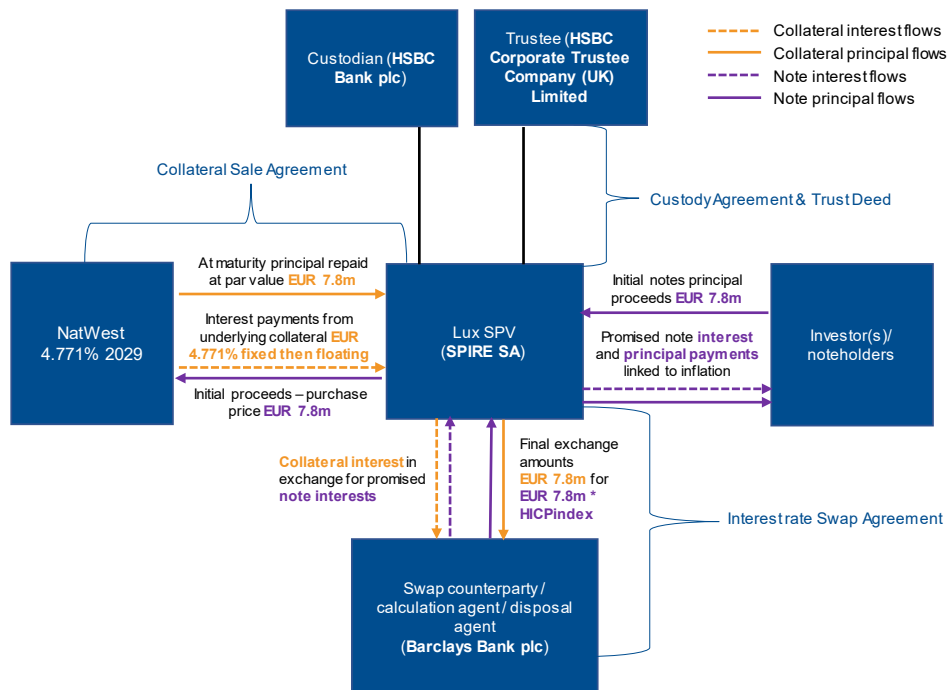 Custodian (HSBC
Bank plc)
Trustee (HSBC
Corporate Trustee
Company (UK)
Limited
Collateral interest flows
Collateral principal flows
Note interest flows
Note principal flows
Collateral Sale Agreement
Custody Agreement & Trust Deed
NatWest
4.771% 2029
At maturity principal repaid
at par value EUR 7.8m
Interest payments from
underlying collateral EUR
4.771% fixed then floating
Initial proceeds – purchase
price EUR 7.8m
Lux SPV
(SPIRE SA)
Initial notes principal
proceeds EUR 7.8m
Promised note interest
and principal payments
linked to inflation
Investor(s)/
noteholders
Collateral interest in
exchange for promised
note interests
Final exchange
amounts
EUR 7.8m for
EUR 7.8m *
HICPindex
Interest rate Swap Agreement
Swap counterparty /
calculation agent / disposal
agent
(Barclays Bank plc)